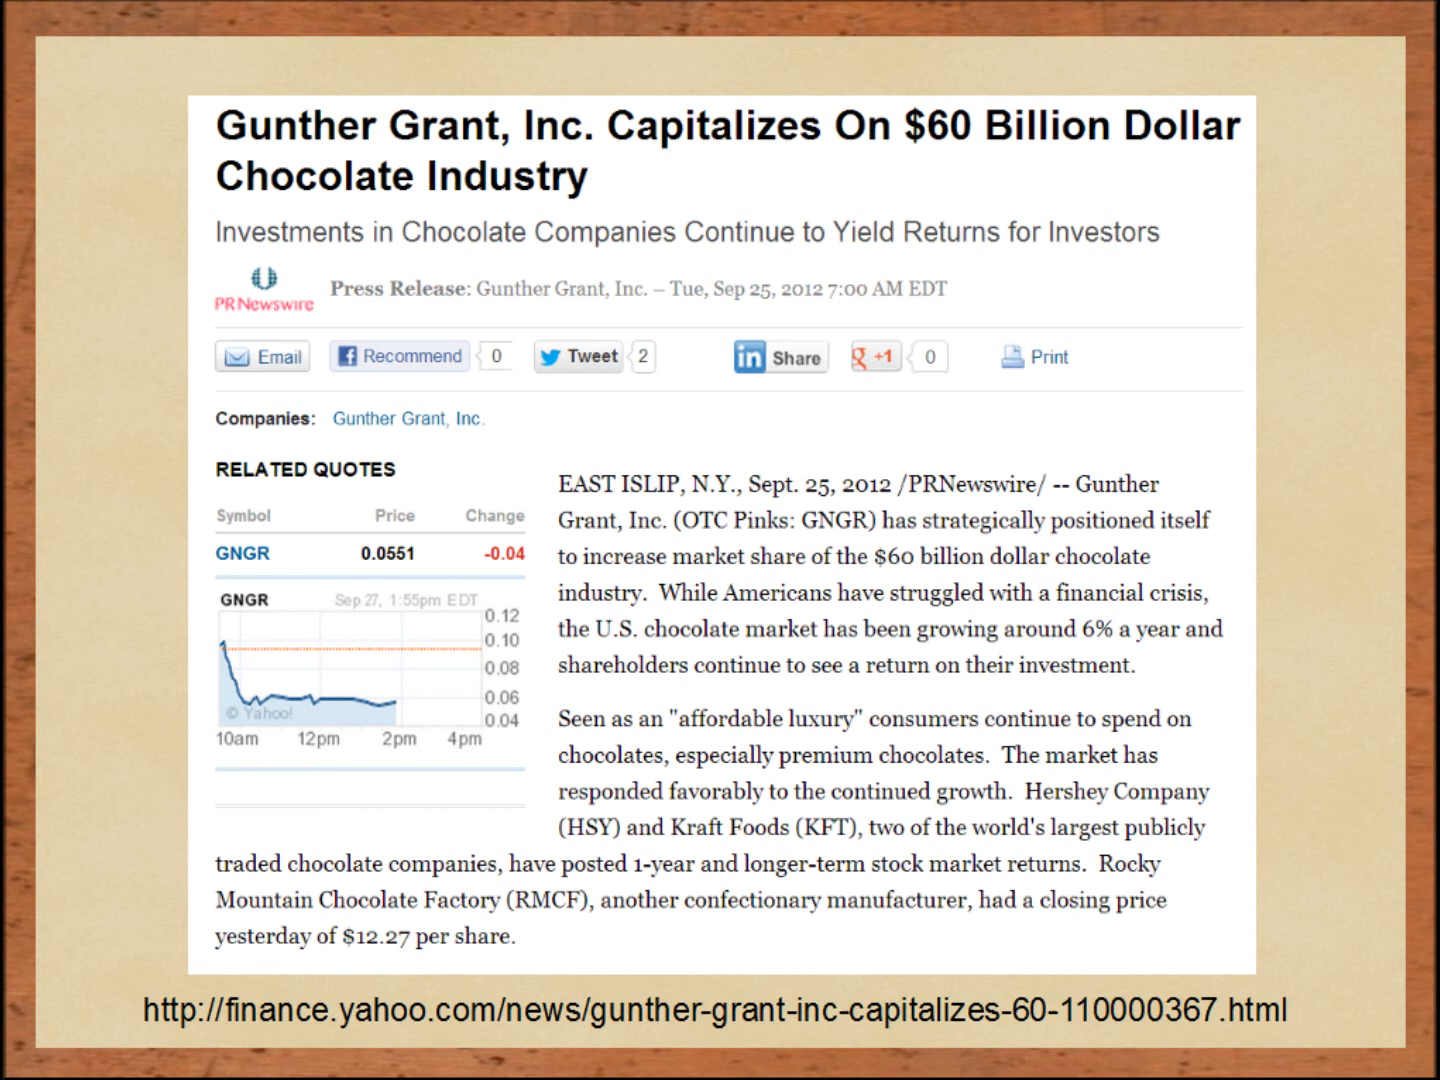 Gunther Grant, Inc. Capitalizes On $60 Billion Dollar
Chocolate Industry
Investments in Chocolate Companies Continue to Yield Returns for Investors
PRNewswire
Press Release: Gunther Grant, Inc. – Tue, Sep 25, 2012 7:00 AM EDT
Email Recommend 0 Tweet 2 Share +1 0 Print
Companies: Gunther Grant, Inc.
RELATED QUOTES
Symbol Price Change
GNGR 0.0551 -0.04
GNGR Sep 27, 1:55pm EDT
0.12
0.10
0.08
0.06
0.04
© Yahoo!
10am 12pm 2pm 4pm
EAST ISLIP, N.Y., Sept. 25, 2012 /PRNewswire/ -- Gunther
Grant, Inc. (OTC Pinks: GNGR) has strategically positioned itself
to increase market share of the $60 billion dollar chocolate
industry.  While Americans have struggled with a financial crisis,
the U.S. chocolate market has been growing around 6% a year and
shareholders continue to see a return on their investment.
Seen as an "affordable luxury" consumers continue to spend on
chocolates, especially premium chocolates.  The market has
responded favorably to the continued growth.  Hershey Company
(HSY) and Kraft Foods (KFT), two of the world's largest publicly
traded chocolate companies, have posted 1-year and longer-term stock market returns.  Rocky
Mountain Chocolate Factory (RMCF), another confectionary manufacturer, had a closing price
yesterday of $12.27 per share.
http://finance.yahoo.com/news/gunther-grant-inc-capitalizes-60-110000367.html